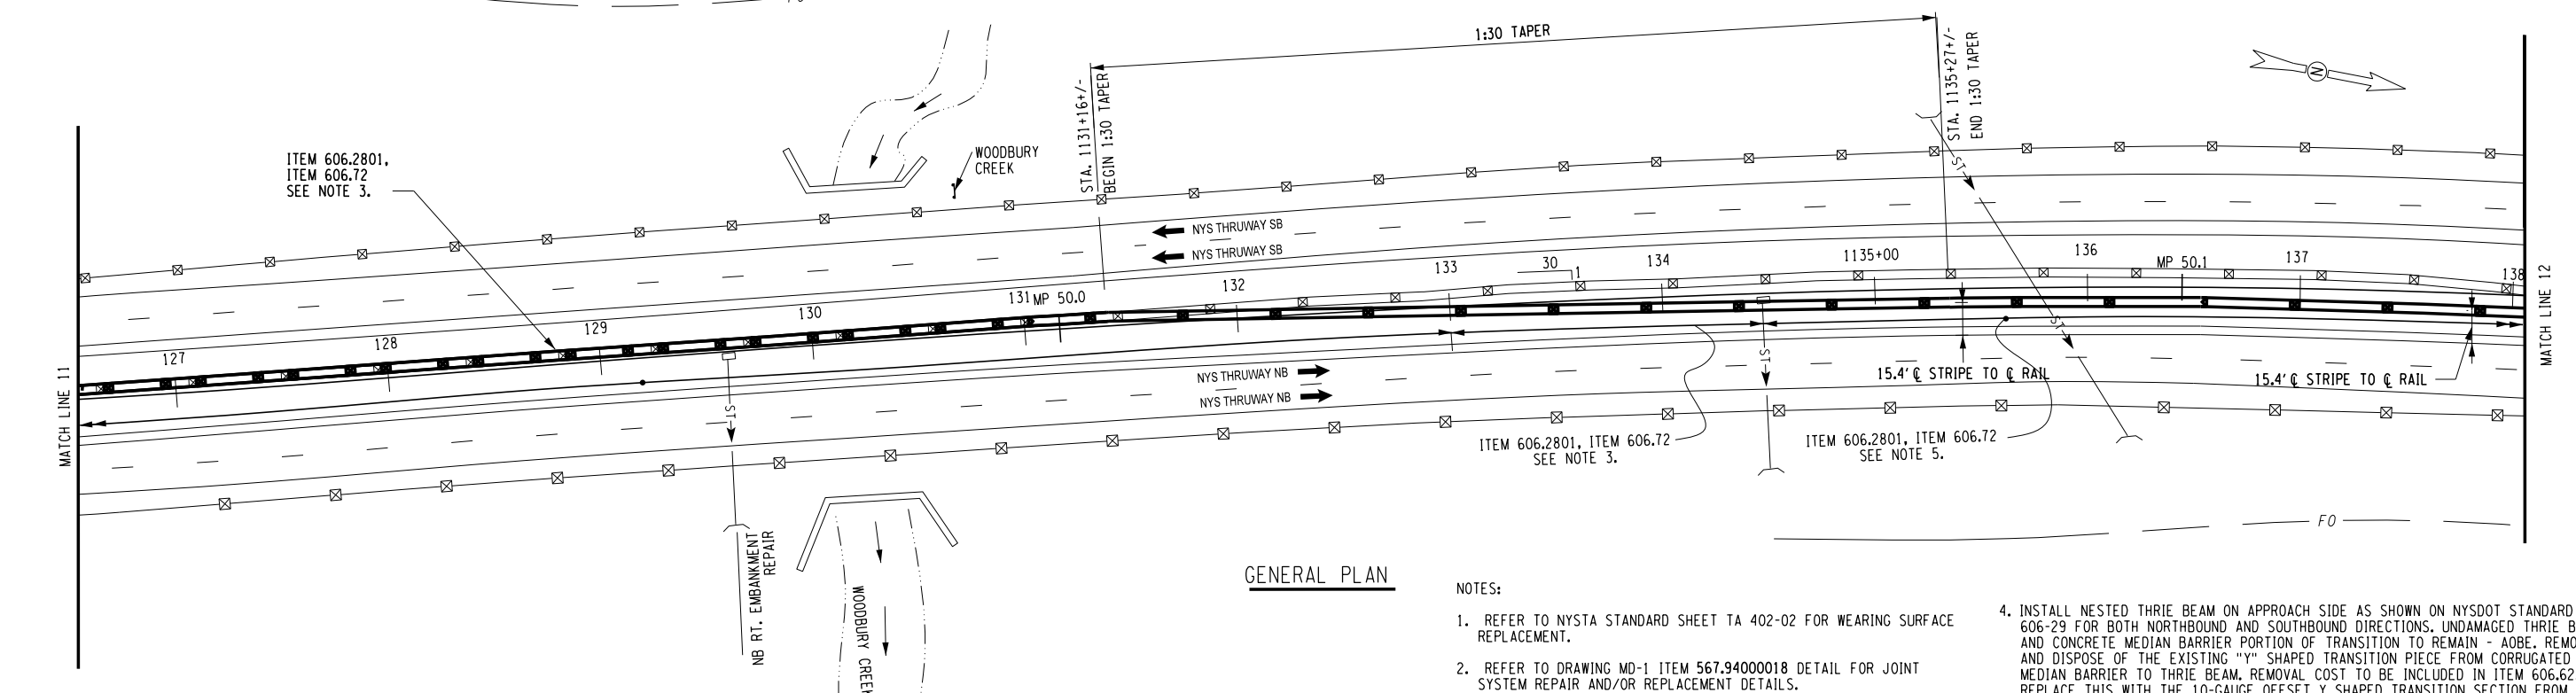 1:30 TAPER
STA. 1131+16+/-
BEGIN 1:30 TAPER
STA. 1135+27+/-
END 1:30 TAPER
N
ITEM 606.2801,
ITEM 606.72
SEE NOTE 3.
WOODBURY
CREEK
ST
NYS THRUWAY SB
NYS THRUWAY SB
127
128
129
130
131
MP 50.0
132
133
30
1
134
1135+00
136
MP 50.1
137
138
MATCH LINE 11
MATCH LINE 12
ST
ST
ST
NYS THRUWAY NB
NYS THRUWAY NB
15.4' ℄ STRIPE TO ℄ RAIL
15.4' ℄ STRIPE TO ℄ RAIL
ITEM 606.2801, ITEM 606.72
SEE NOTE 3.
ITEM 606.2801, ITEM 606.72
SEE NOTE 5.
FO
NB RT. EMBANKMENT
REPAIR
WOODBURY CREEK
GENERAL PLAN
NOTES:
1. REFER TO NYSTA STANDARD SHEET TA 402-02 FOR WEARING SURFACE
REPLACEMENT.
2. REFER TO DRAWING MD-1 ITEM 567.94000018 DETAIL FOR JOINT
SYSTEM REPAIR AND/OR REPLACEMENT DETAILS.
4. INSTALL NESTED THRIE BEAM ON APPROACH SIDE AS SHOWN ON NYSDOT STANDARD
606-29 FOR BOTH NORTHBOUND AND SOUTHBOUND DIRECTIONS. UNDAMAGED THRIE
AND CONCRETE MEDIAN BARRIER PORTION OF TRANSITION TO REMAIN - AOBE.
AND DISPOSE OF THE EXISTING "Y" SHAPED TRANSITION PIECE FROM CORRUGATED
MEDIAN BARRIER TO THRIE BEAM. REMOVAL COST TO BE INCLUDED IN ITEM 606.62
REPLACE THIS WITH THE 10-GAUGE OFFSET Y SHAPED TRANSITION SECTION FROM